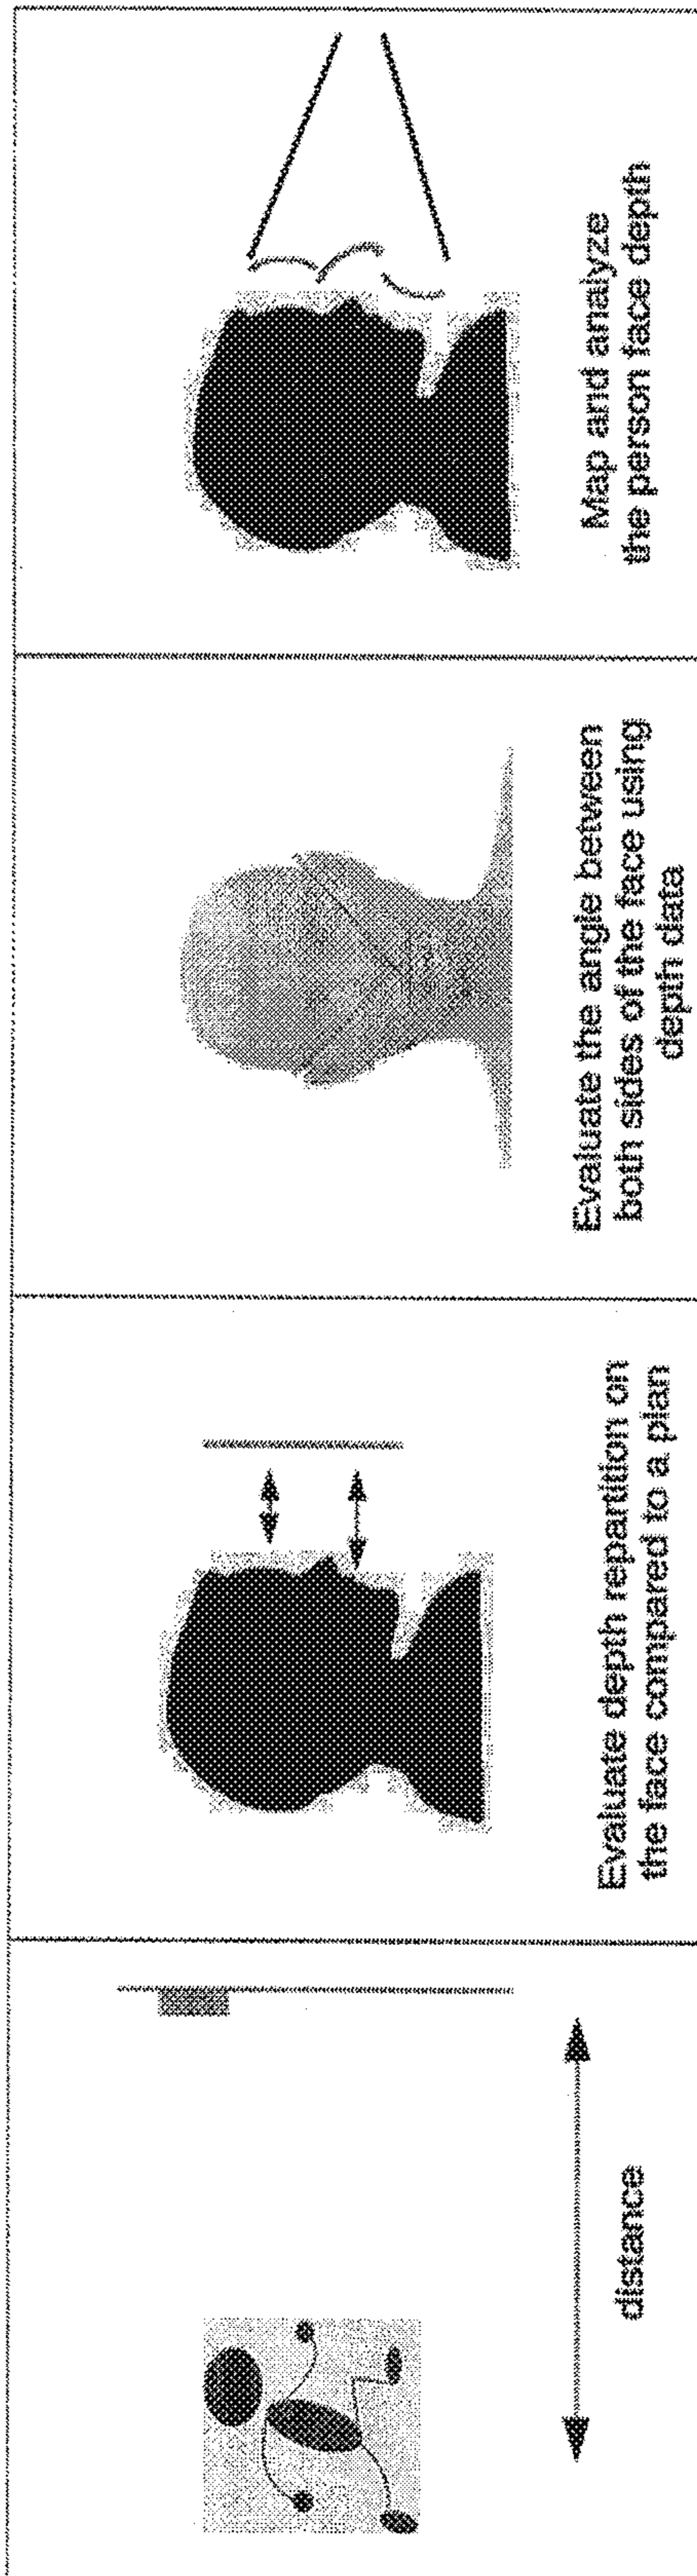 distance
Evaluate depth repartition on
the face compared to a plan
Evaluate the angle between
both sides of the face using
depth data
Map and analyze
the person face depth